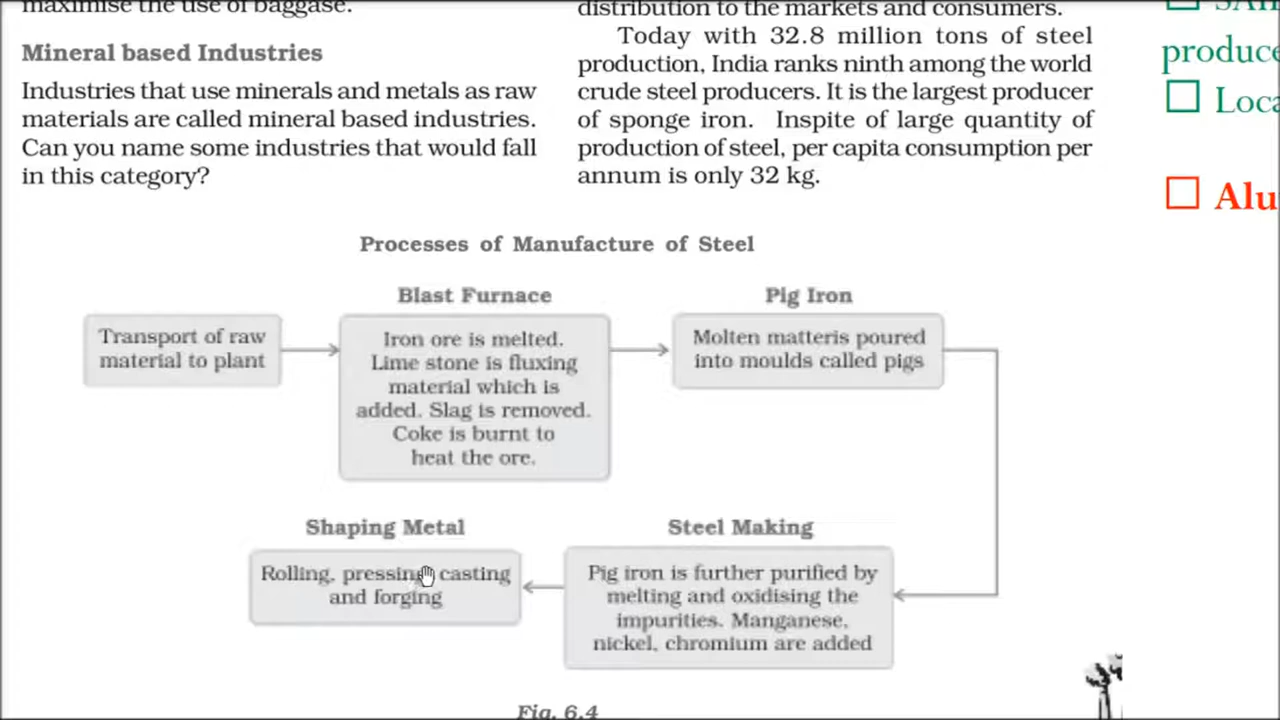 maximise the use of baggase.
Mineral based Industries
Industries that use minerals and metals as raw
materials are called mineral based industries.
Can you name some industries that would fall
in this category?
distribution to the markets and consumers.
Today with 32.8 million tons of steel
production, India ranks ninth among the world
crude steel producers. It is the largest producer
of sponge iron. Inspite of large quantity of
production of steel, per capita consumption per
annum is only 32 kg.
Processes of Manufacture of Steel
Transport of raw
material to plant
Blast Furnace
Iron ore is melted.
Lime stone is fluxing
material which is
added. Slag is removed.
Coke is burnt to
heat the ore.
Pig Iron
Molten matteris poured
into moulds called pigs
Steel Making
Pig iron is further purified by
melting and oxidising the
impurities. Manganese,
nickel, chromium are added
Shaping Metal
Rolling, pressing, casting
and forging
Fig. 6.4
produce
Loca
Alu